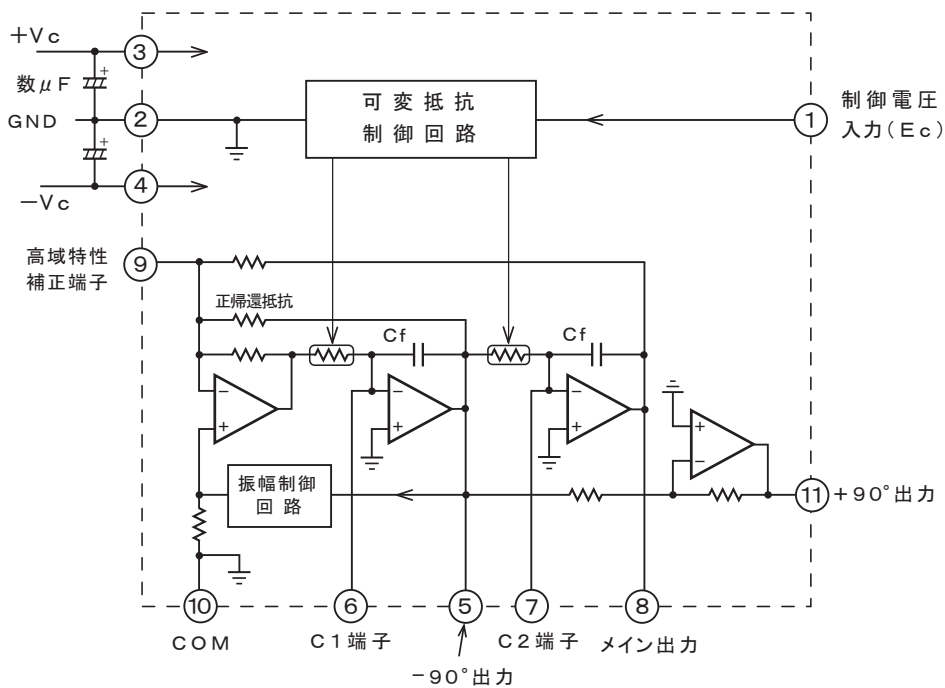 +Vc
③
数μF
+
GND
②
+
④
−Vc
可変抵抗
制御回路
①
制御電圧
入力(Ec)
高域特性
補正端子
⑨
正帰還抵抗
Cf
Cf
−
+
−
+
−
+
+
−
振幅制御
回路
⑪
+90°出力
⑩
⑥
⑤
⑦
⑧
COM
C1端子
C2端子
メイン出力
−90°出力